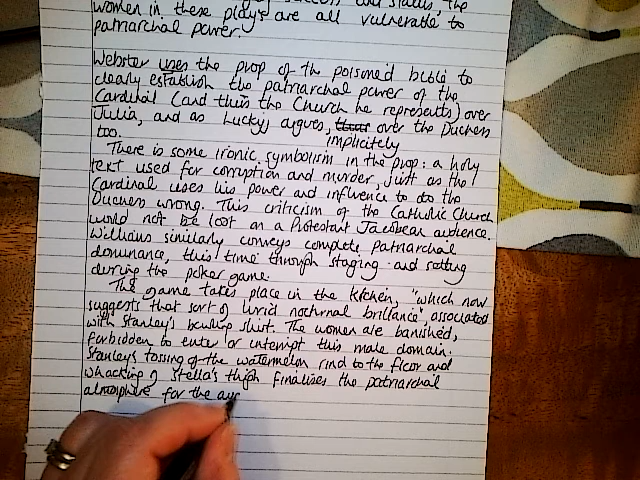 and status, the
women in these plays are all vulnerable to
patriarchal power.
Webster uses the prop of the poisoned bible to
clearly establish the patriarchal power of the
Cardinal (and thus the Church he represents) over
Julia, and as Luckyj argues, over the Duchess
too. implicitly
There is some ironic symbolism in the prop: a holy
text used for corruption and murder, just as the
Cardinal uses his power and influence to do the
Duchess wrong. This criticism of the Catholic Church
would not be lost on a Protestant Jacobean audience.
Williams similarly conveys complete patriarchal
dominance, this time through staging and setting
during the poker game.
The game takes place in the kitchen, "which now
suggests that sort of lurid nocturnal brilliance" associated
with Stanley's bowling shirt. The women are banished,
forbidden to enter or interrupt this male domain.
Stanley's tossing of the watermelon rind to the floor and
whacking of Stella's thigh finalises the patriarchal
atmosphere for the au